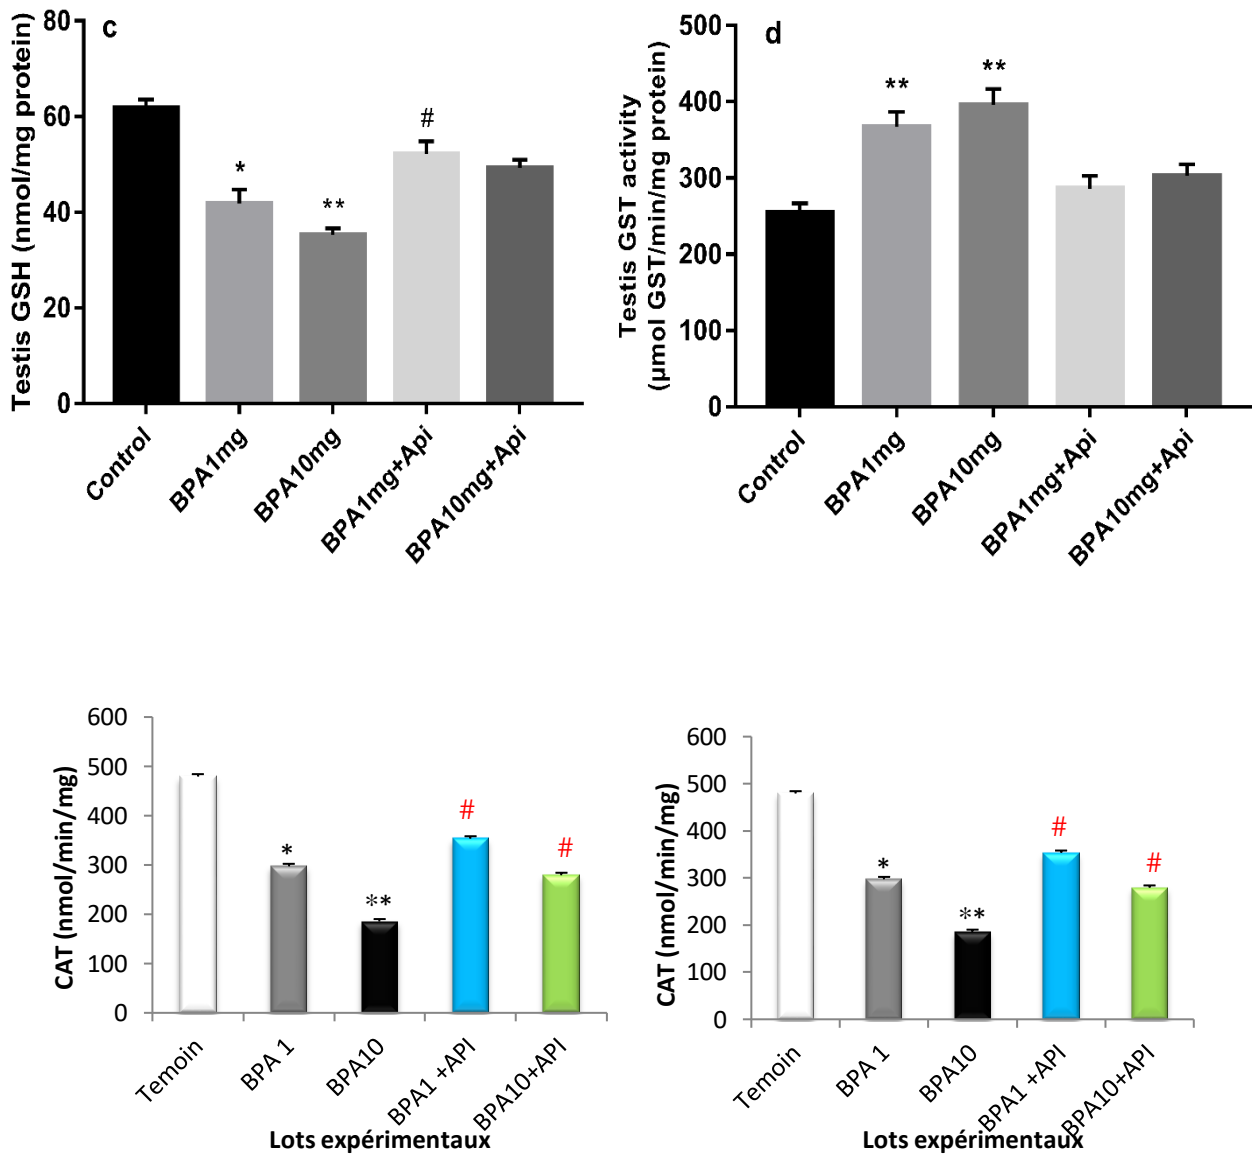 c
Testis GSH (nmol/mg protein)
80
60
40
20
0
*
**
#
Control
BPA1mg
BPA10mg
BPA1mg+Api
BPA10mg+Api
d
Testis GST activity
(µmol GST/min/mg protein)
500
400
300
200
100
0
**
**
Control
BPA1mg
BPA10mg
BPA1mg+Api
BPA10mg+Api
CAT (nmol/min/mg)
600
500
400
300
200
100
0
*
**
#
#
Temoin
BPA 1
BPA10
BPA1 +API
BPA10+API
Lots expérimentaux
CAT (nmol/min/mg)
600
500
400
300
200
100
0
*
**
#
#
Temoin
BPA 1
BPA10
BPA1 +API
BPA10+API
Lots expérimentaux